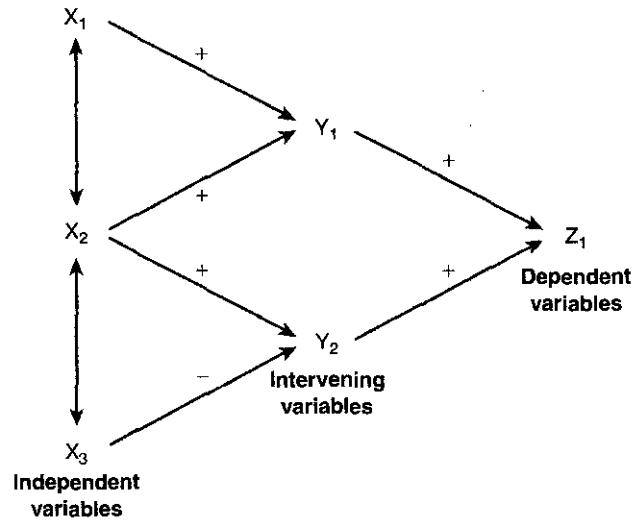 X₁
+
Y₁
+
+
X₂
Z₁
Dependent
variables
+
+
Y₂
Intervening
variables
−
X₃
Independent
variables